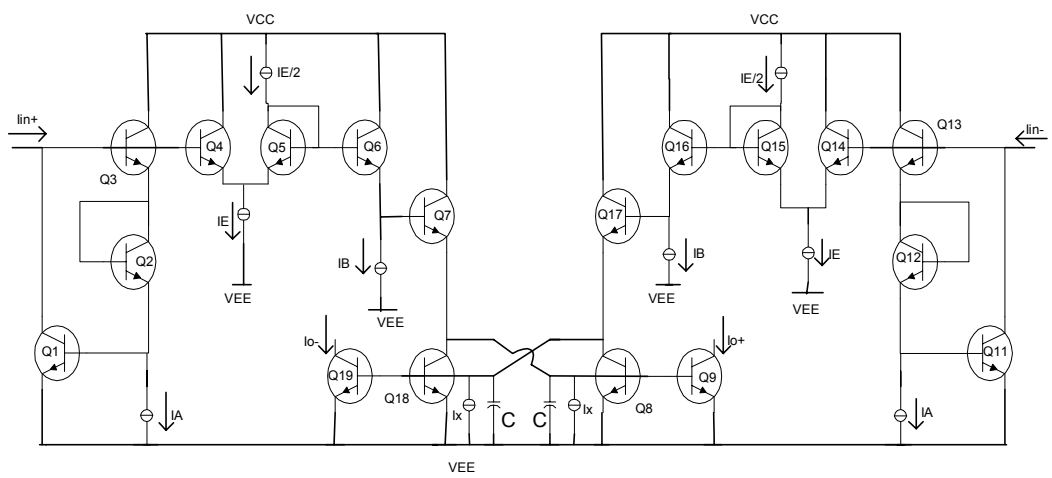 VCC
VCC
IE/2
IE/2
Iin+
Q13
Iin-
Q4
Q5
Q6
Q16
Q15
Q14
Q3
Q7
Q17
IE
Q2
IB
IB
IE
Q12
VEE
VEE
VEE
VEE
Io-
Io+
Q1
Q11
Q19
Q18
Q8
Q9
IA
Ix
C
C
Ix
IA
VEE